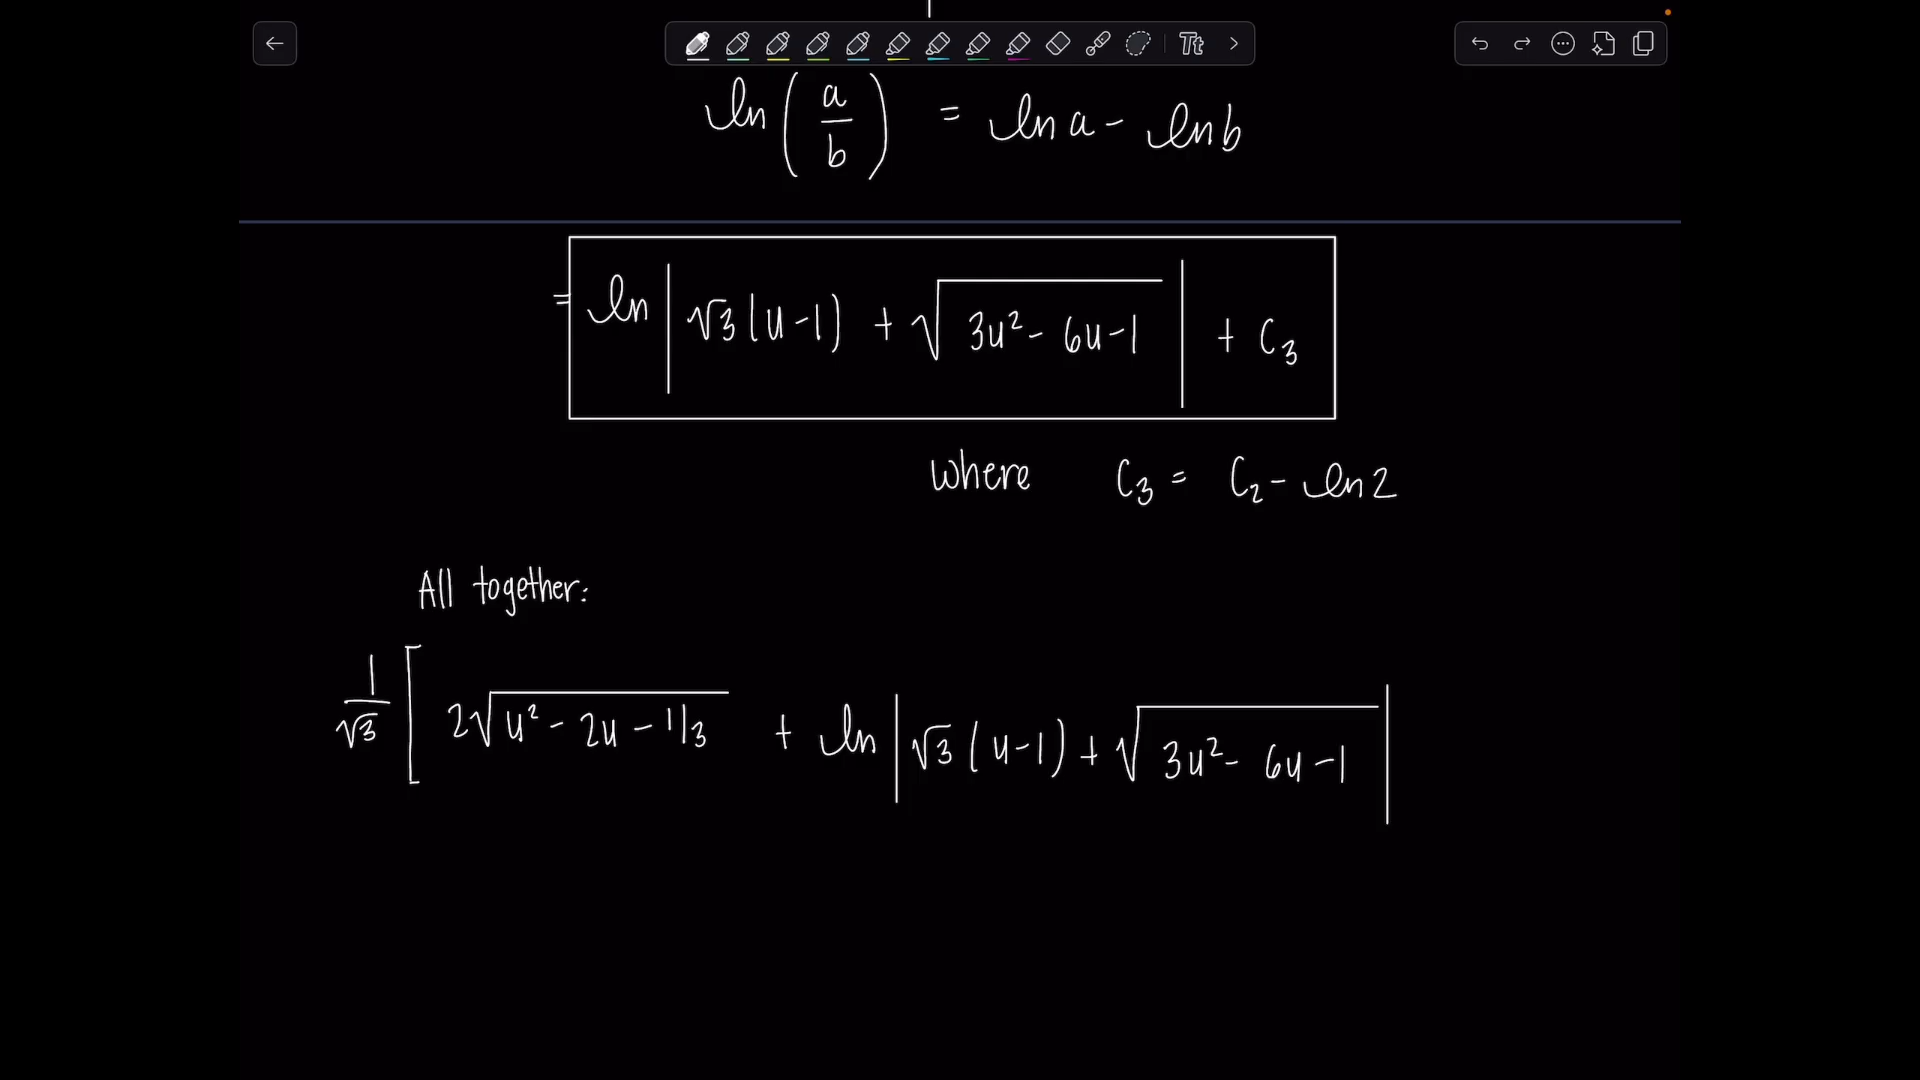 Tt
ln(a/b) = ln a - ln b
= ln|√3(u-1) + √(3u² - 6u - 1)| + C₃
where C₃ = C₂ - ln 2
All together:
1/√3 [ 2√(u² - 2u - 1/3) + ln|√3(u-1) + √(3u² - 6u - 1)|